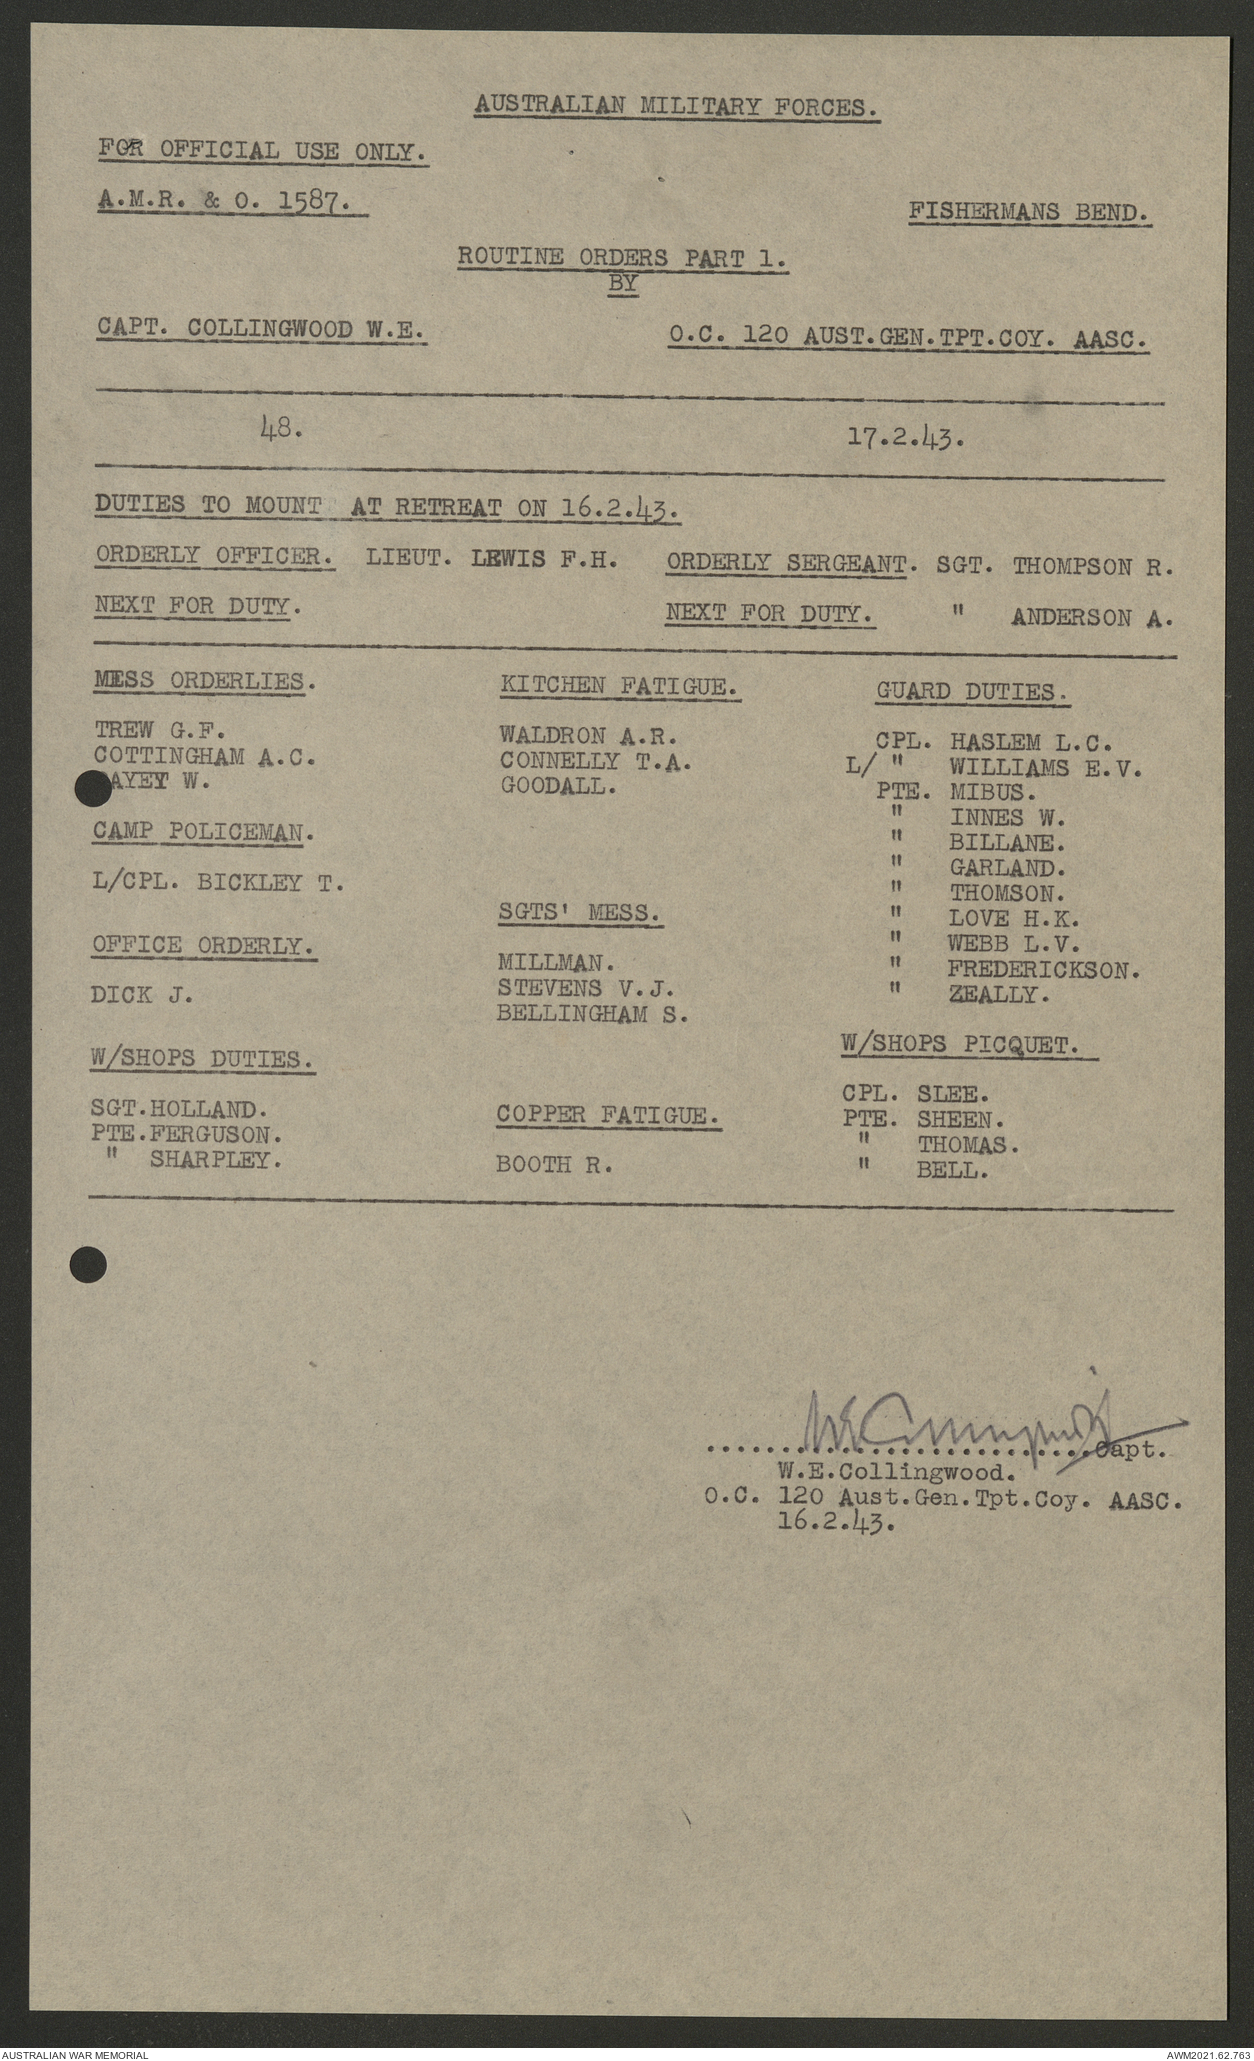 AUSTRALIAN MILITARY FORCES.
FOR OFFICIAL USE ONLY.
A.M.R. & O. 1587.
FISHERMANS BEND.
ROUTINE ORDERS PART 1.
BY
CAPT. COLLINGWOOD W.E. O.C. 120 AUST.GEN.TPT.COY. AASC.
48. 17.2.43.
DUTIES TO MOUNT AT RETREAT ON 16.2.43.
ORDERLY OFFICER. LIEUT. LEWIS F.H. ORDERLY SERGEANT. SGT. THOMPSON R.
NEXT FOR DUTY. NEXT FOR DUTY. " ANDERSON A.
MESS ORDERLIES.
TREW G.F.
COTTINGHAM A.C.
W.
CAMP POLICEMAN.
L/CPL. BICKLEY T.
OFFICE ORDERLY.
DICK J.
W/SHOPS DUTIES.
SGT.HOLLAND.
PTE.FERGUSON.
" SHARPLEY.
KITCHEN FATIGUE.
WALDRON A.R.
CONNELLY T.A.
GOODALL.
SGTS' MESS.
MILLMAN.
STEVENS V.J.
BELLINGHAM S.
COPPER FATIGUE.
BOOTH R.
GUARD DUTIES.
CPL. HASLEM L.C.
L/ " WILLIAMS E.V.
PTE. MIBUS.
" INNES W.
" BILLANE.
" GARLAND.
" THOMSON.
" LOVE H.K.
" WEBB L.V.
" FREDERICKSON.
" ZEALLY.
W/SHOPS PICQUET.
CPL. SLEE.
PTE. SHEEN.
" THOMAS.
" BELL.
WECollingwood
..............................Capt.
W.E.Collingwood.
O.C. 120 Aust.Gen.Tpt.Coy. AASC.
16.2.43.
AUSTRALIAN WAR MEMORIAL
AWM2021.62.763